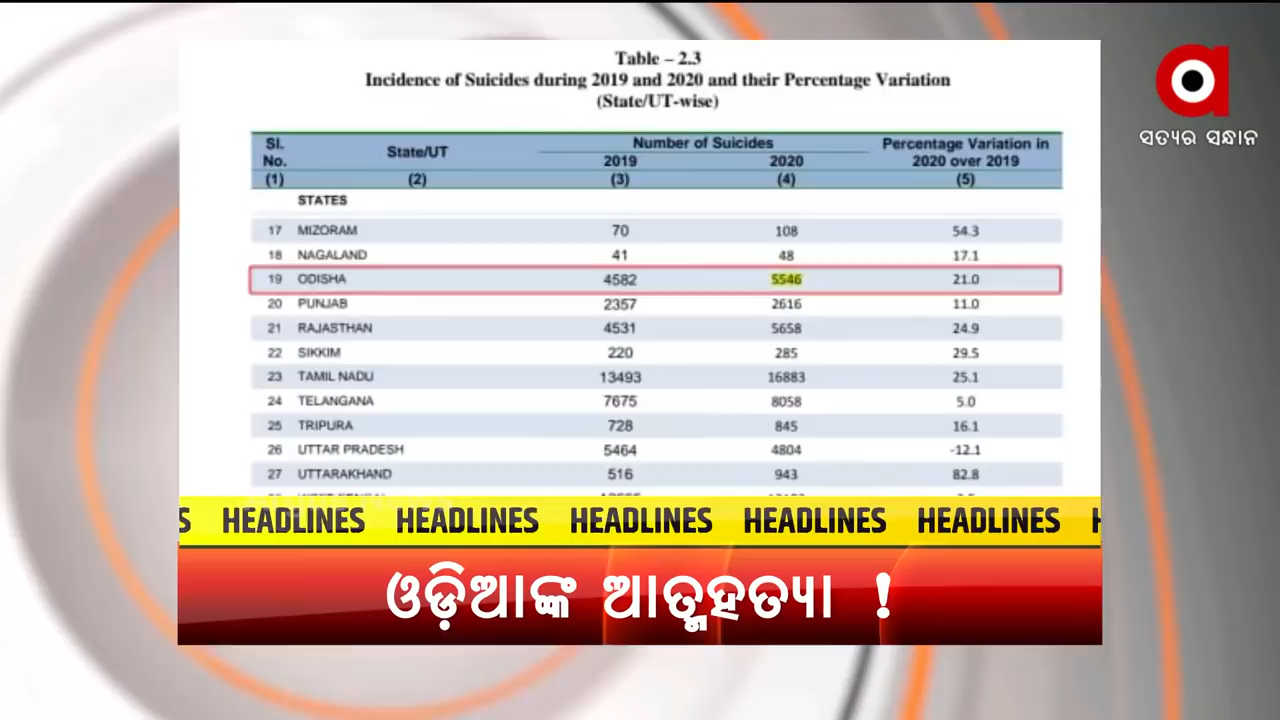 Table – 2.3
Incidence of Suicides during 2019 and 2020 and their Percentage Variation
(State/UT-wise)
ସତ୍ୟର ସନ୍ଧାନ
Sl. No. State/UT Number of Suicides Percentage Variation in 2020 over 2019
2019 2020
(1) (2) (3) (4) (5)
STATES
17 MIZORAM 70 108 54.3
18 NAGALAND 41 48 17.1
19 ODISHA 4582 5546 21.0
20 PUNJAB 2357 2616 11.0
21 RAJASTHAN 4531 5658 24.9
22 SIKKIM 220 285 29.5
23 TAMIL NADU 13493 16883 25.1
24 TELANGANA 7675 8058 5.0
25 TRIPURA 728 845 16.1
26 UTTAR PRADESH 5464 4804 -12.1
27 UTTARAKHAND 516 943 82.8
HEADLINES HEADLINES HEADLINES HEADLINES HEADLINES
ଓଡ଼ିଆଙ୍କ ଆତ୍ମହତ୍ୟା !